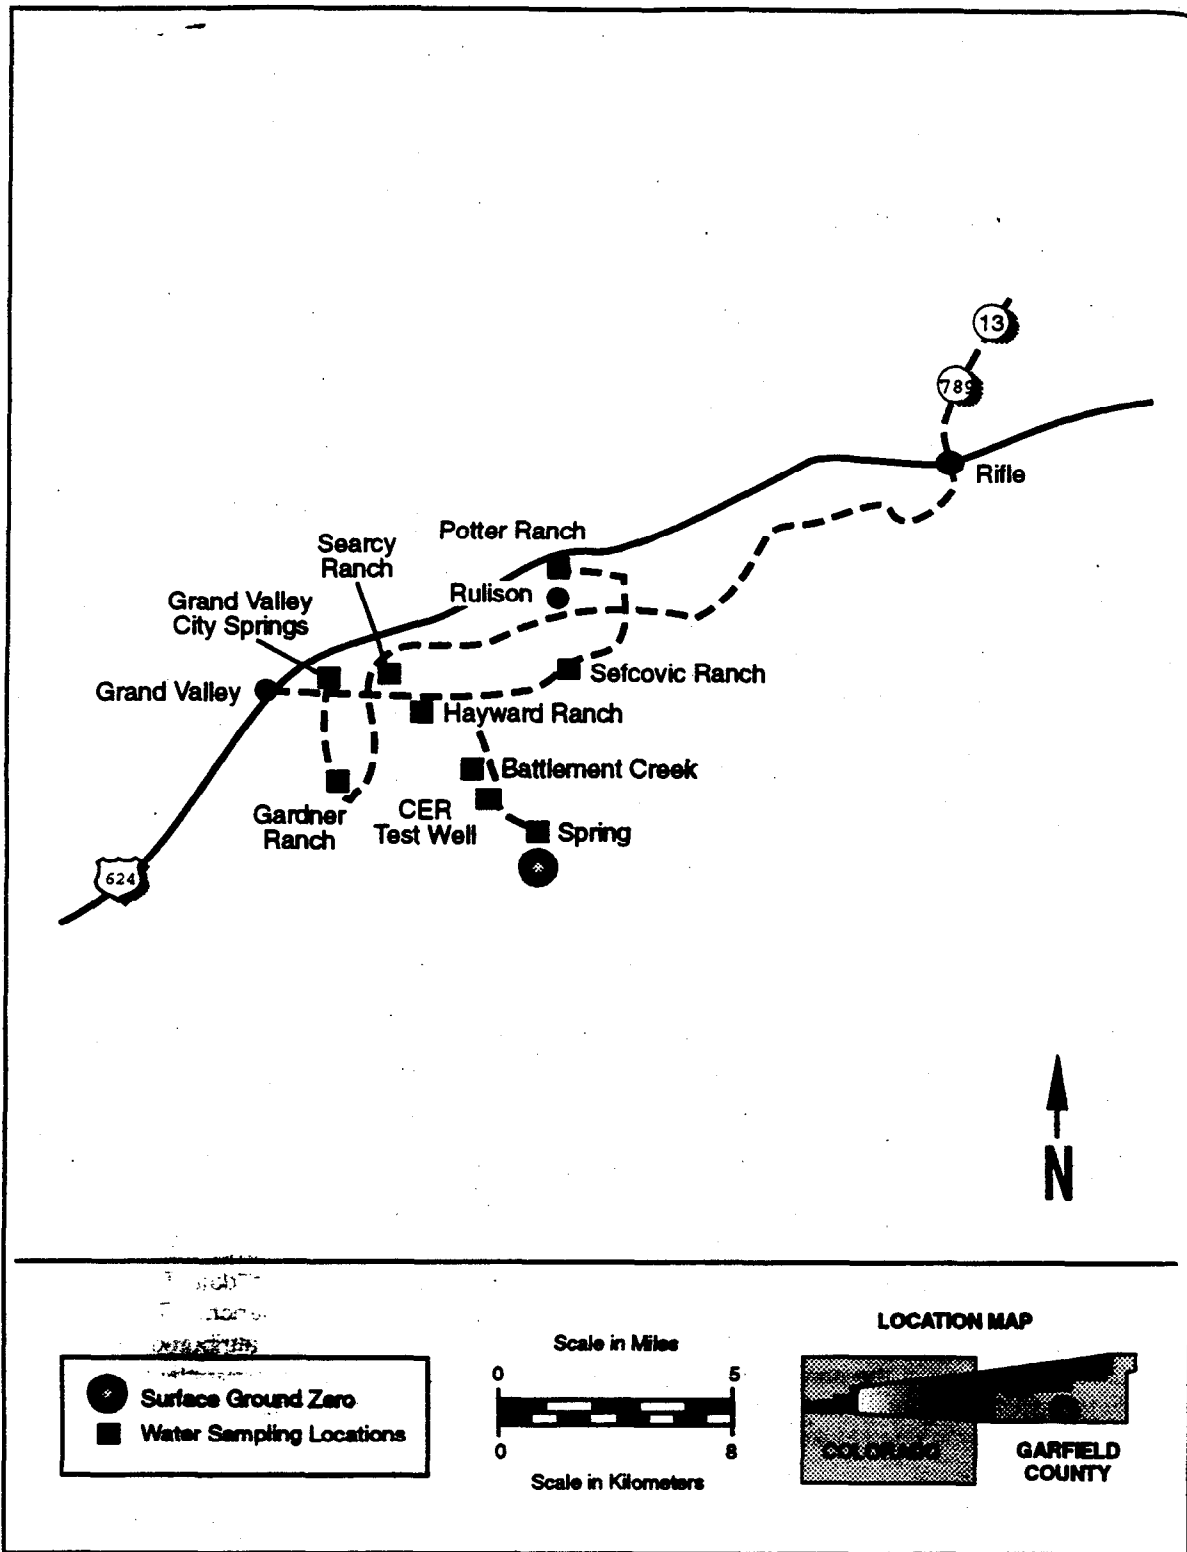 13
789
Rifle
Potter Ranch
Searcy
Ranch
Rulison
Grand Valley
City Springs
Sefcovic Ranch
Grand Valley
Hayward Ranch
Battlement Creek
Gardner
Ranch
CER
Test Well
Spring
624
N
LOCATION MAP
Scale in Miles
0 5
0 8
Scale in Kilometers
Surface Ground Zero
Water Sampling Locations
COLORADO
GARFIELD
COUNTY